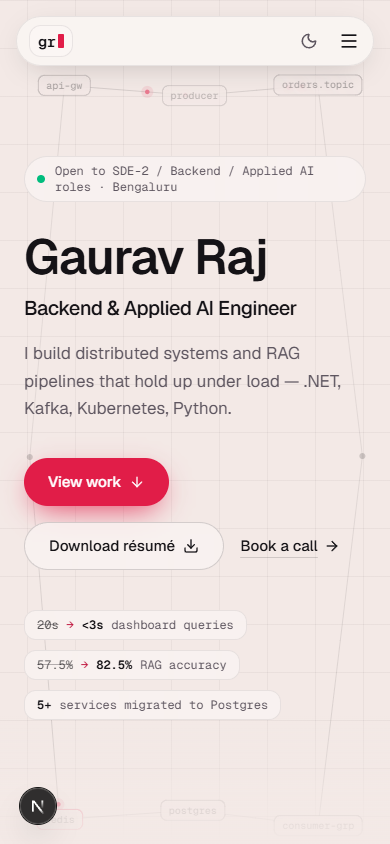 gr
api-gw
producer
orders.topic
Open to SDE-2 / Backend / Applied AI
roles · Bengaluru
Gaurav Raj
Backend & Applied AI Engineer
I build distributed systems and RAG
pipelines that hold up under load — .NET,
Kafka, Kubernetes, Python.
View work ↓
Download résumé
Book a call →
20s → <3s dashboard queries
57.5% → 82.5% RAG accuracy
5+ services migrated to Postgres
N
postgres
consumer-grp